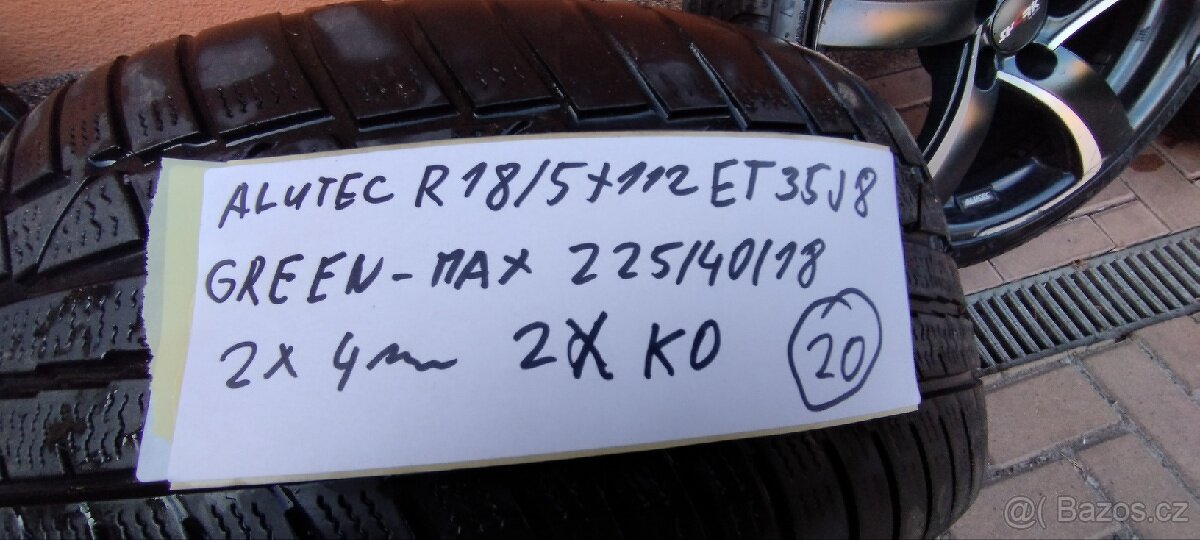 ALUTEC R18/5x112 ET35J8
GREEN-MAX 225/40/18
2x 4mm 2X KO 20
@( Bazos.cz